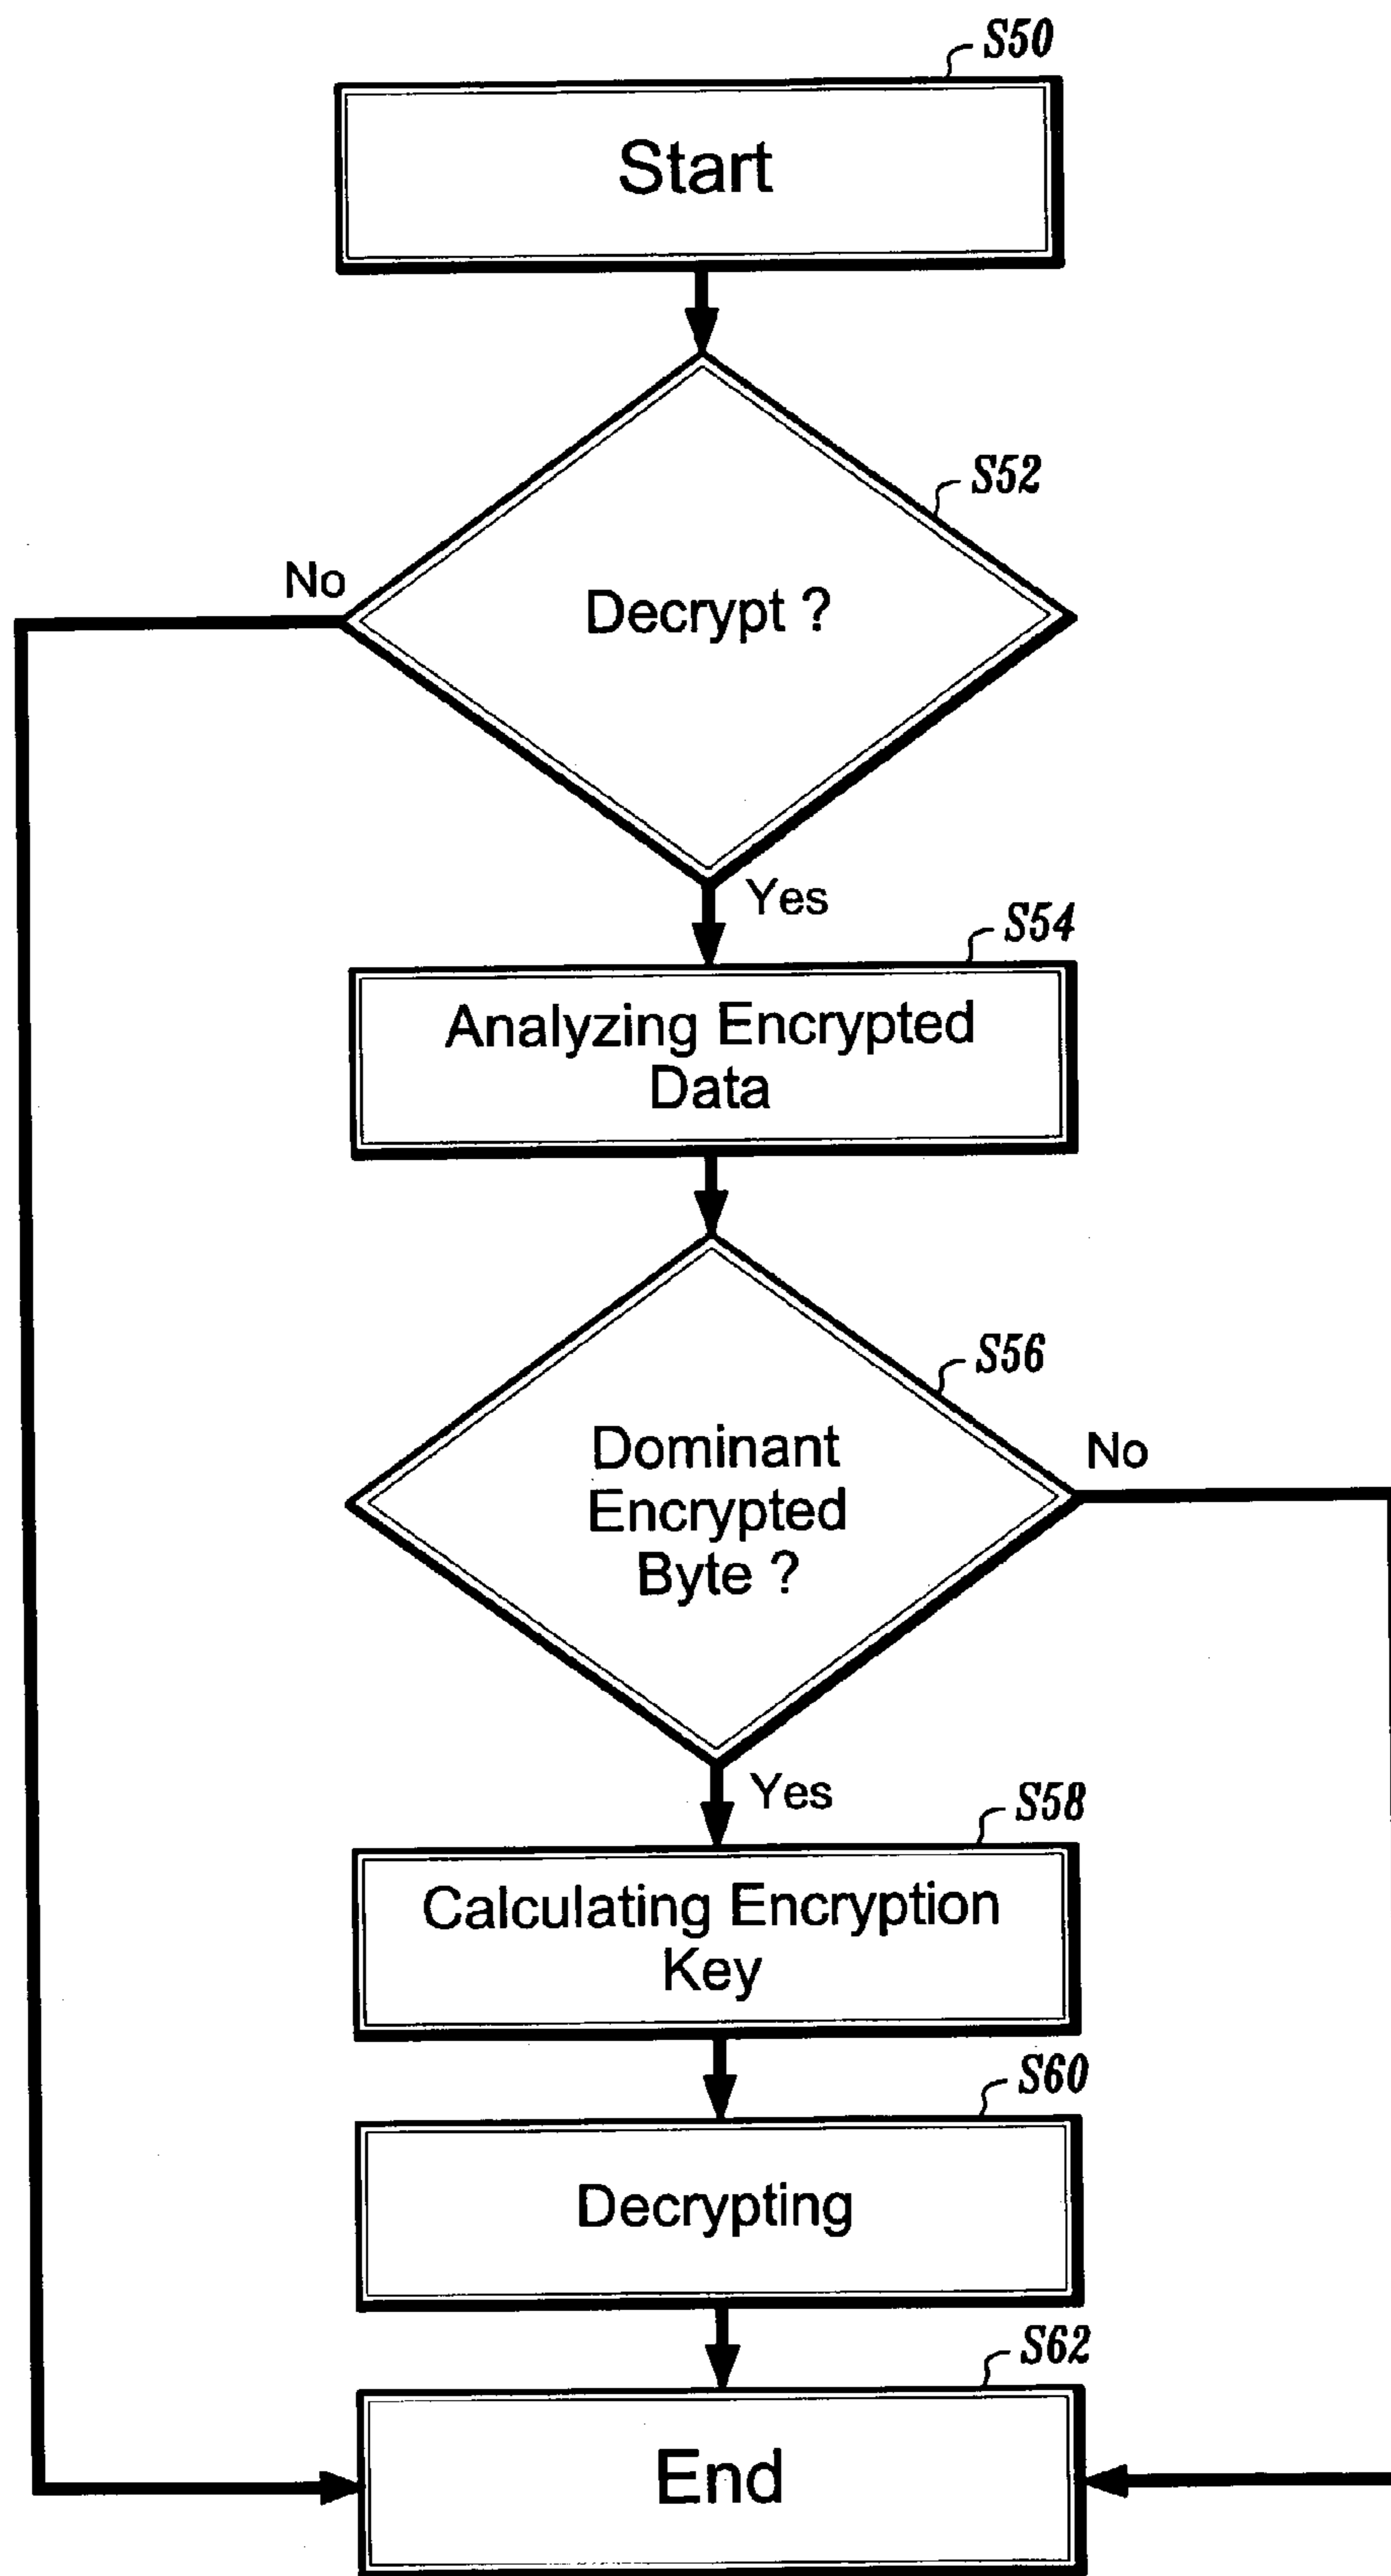 S50
Start
S52
No
Decrypt ?
Yes
S54
Analyzing Encrypted
Data
S56
Dominant
Encrypted
Byte ?
No
Yes
S58
Calculating Encryption
Key
S60
Decrypting
S62
End